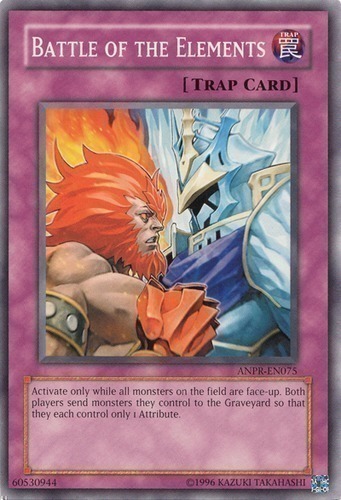 BATTLE OF THE ELEMENTS
TRAP
罠
[TRAP CARD]
ANPR-EN075
Activate only while all monsters on the field are face-up. Both
players send monsters they control to the Graveyard so that
they each control only 1 Attribute.
60530944
©1996 KAZUKI TAKAHASHI